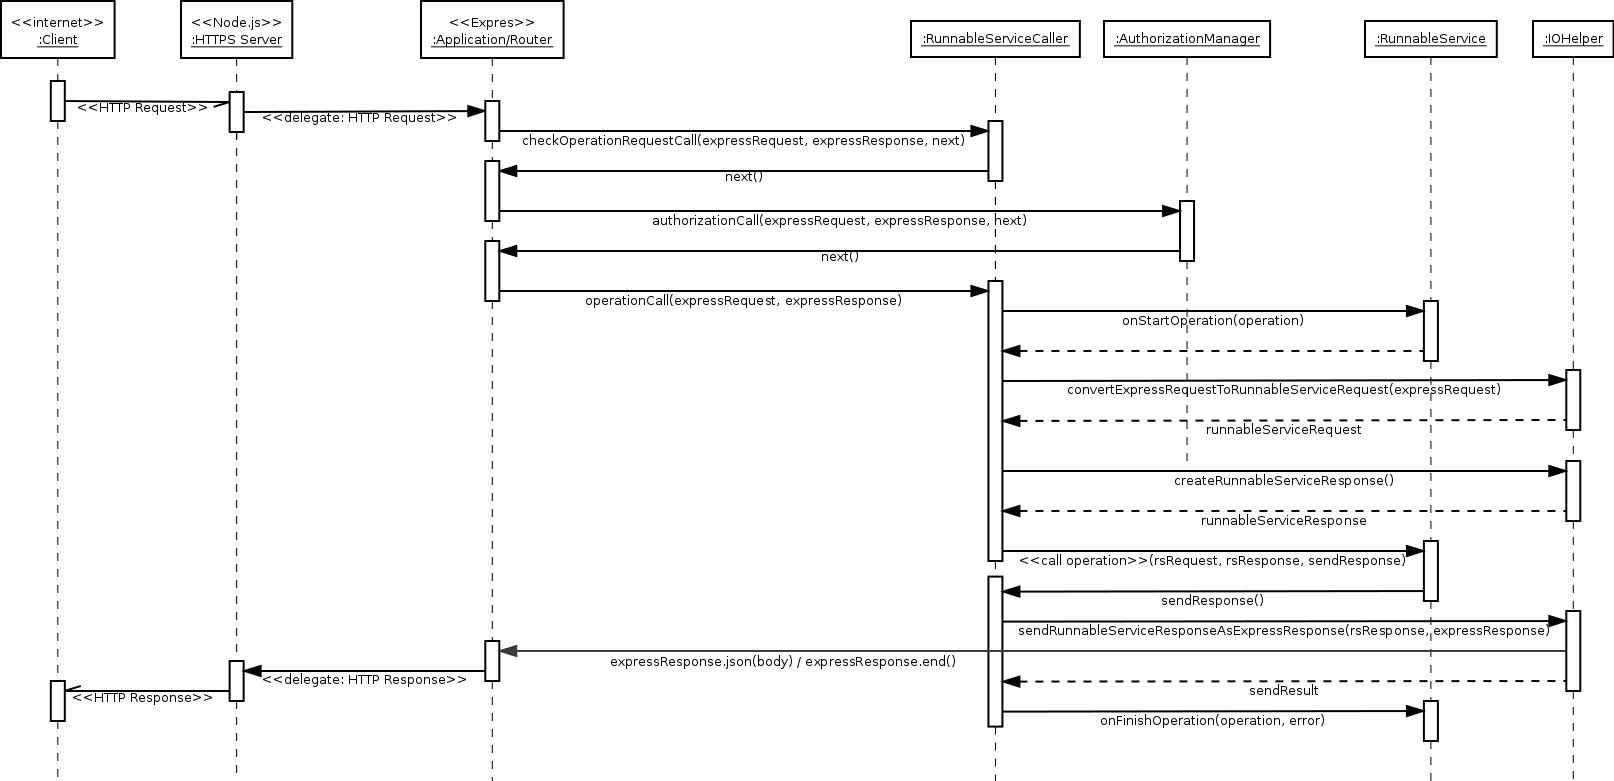 <<internet>>
:Client
<<Node.js>>
:HTTPS Server
<<Expres>>
:Application/Router
:RunnableServiceCaller
:AuthorizationManager
:RunnableService
:IOHelper
<<HTTP Request>>
<<delegate: HTTP Request>>
checkOperationRequestCall(expressRequest, expressResponse, next)
next()
authorizationCall(expressRequest, expressResponse, next)
next()
operationCall(expressRequest, expressResponse)
onStartOperation(operation)
convertExpressRequestToRunnableServiceRequest(expressRequest)
runnableServiceRequest
createRunnableServiceResponse()
runnableServiceResponse
<<call operation>>(rsRequest, rsResponse, sendResponse)
sendResponse()
sendRunnableServiceResponseAsExpressResponse(rsResponse, expressResponse)
expressResponse.json(body) / expressResponse.end()
<<delegate: HTTP Response>>
sendResult
<<HTTP Response>>
onFinishOperation(operation, error)